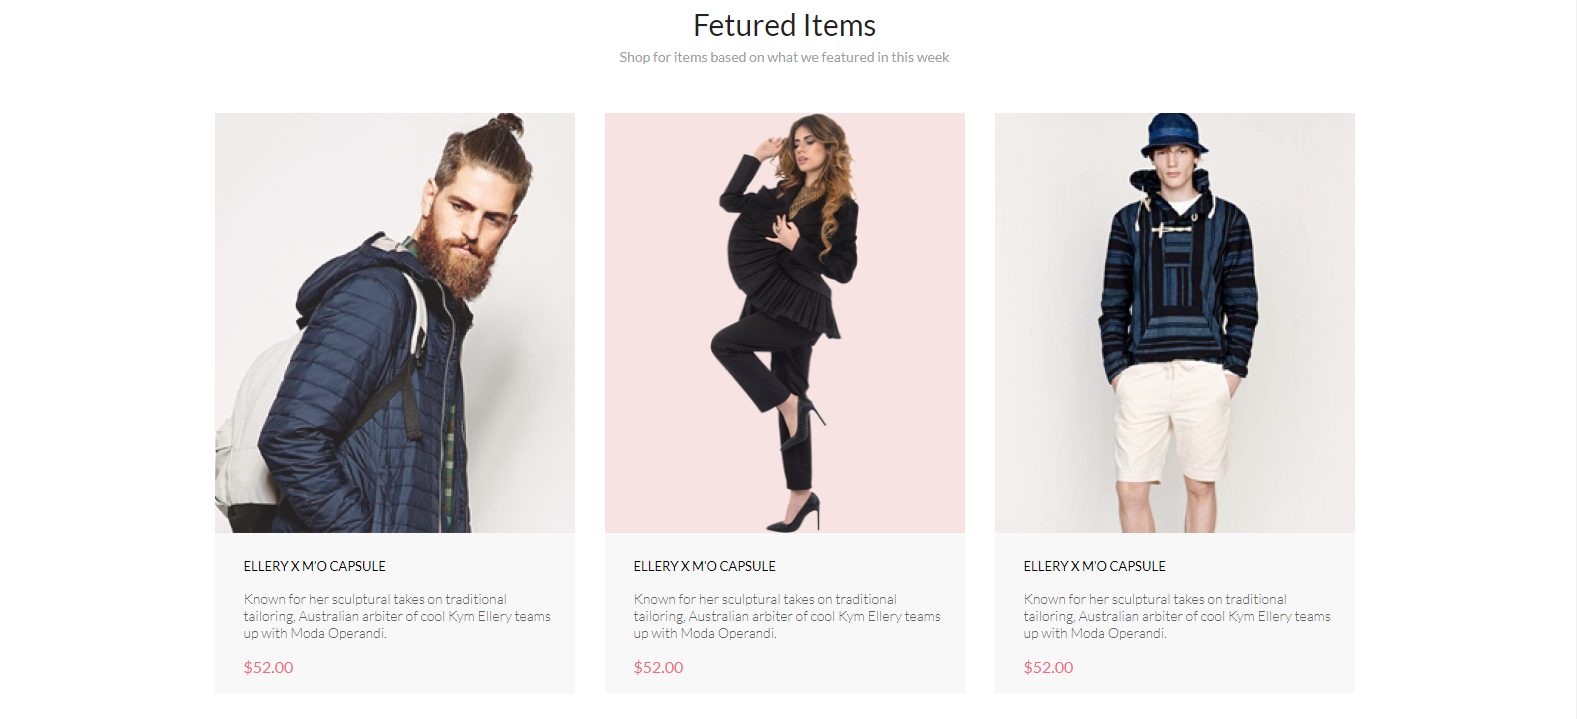 Fetured Items
Shop for items based on what we featured in this week
ELLERY X M'O CAPSULE
Known for her sculptural takes on traditional
tailoring, Australian arbiter of cool Kym Ellery teams
up with Moda Operandi.
$52.00
ELLERY X M'O CAPSULE
Known for her sculptural takes on traditional
tailoring, Australian arbiter of cool Kym Ellery teams
up with Moda Operandi.
$52.00
ELLERY X M'O CAPSULE
Known for her sculptural takes on traditional
tailoring, Australian arbiter of cool Kym Ellery teams
up with Moda Operandi.
$52.00